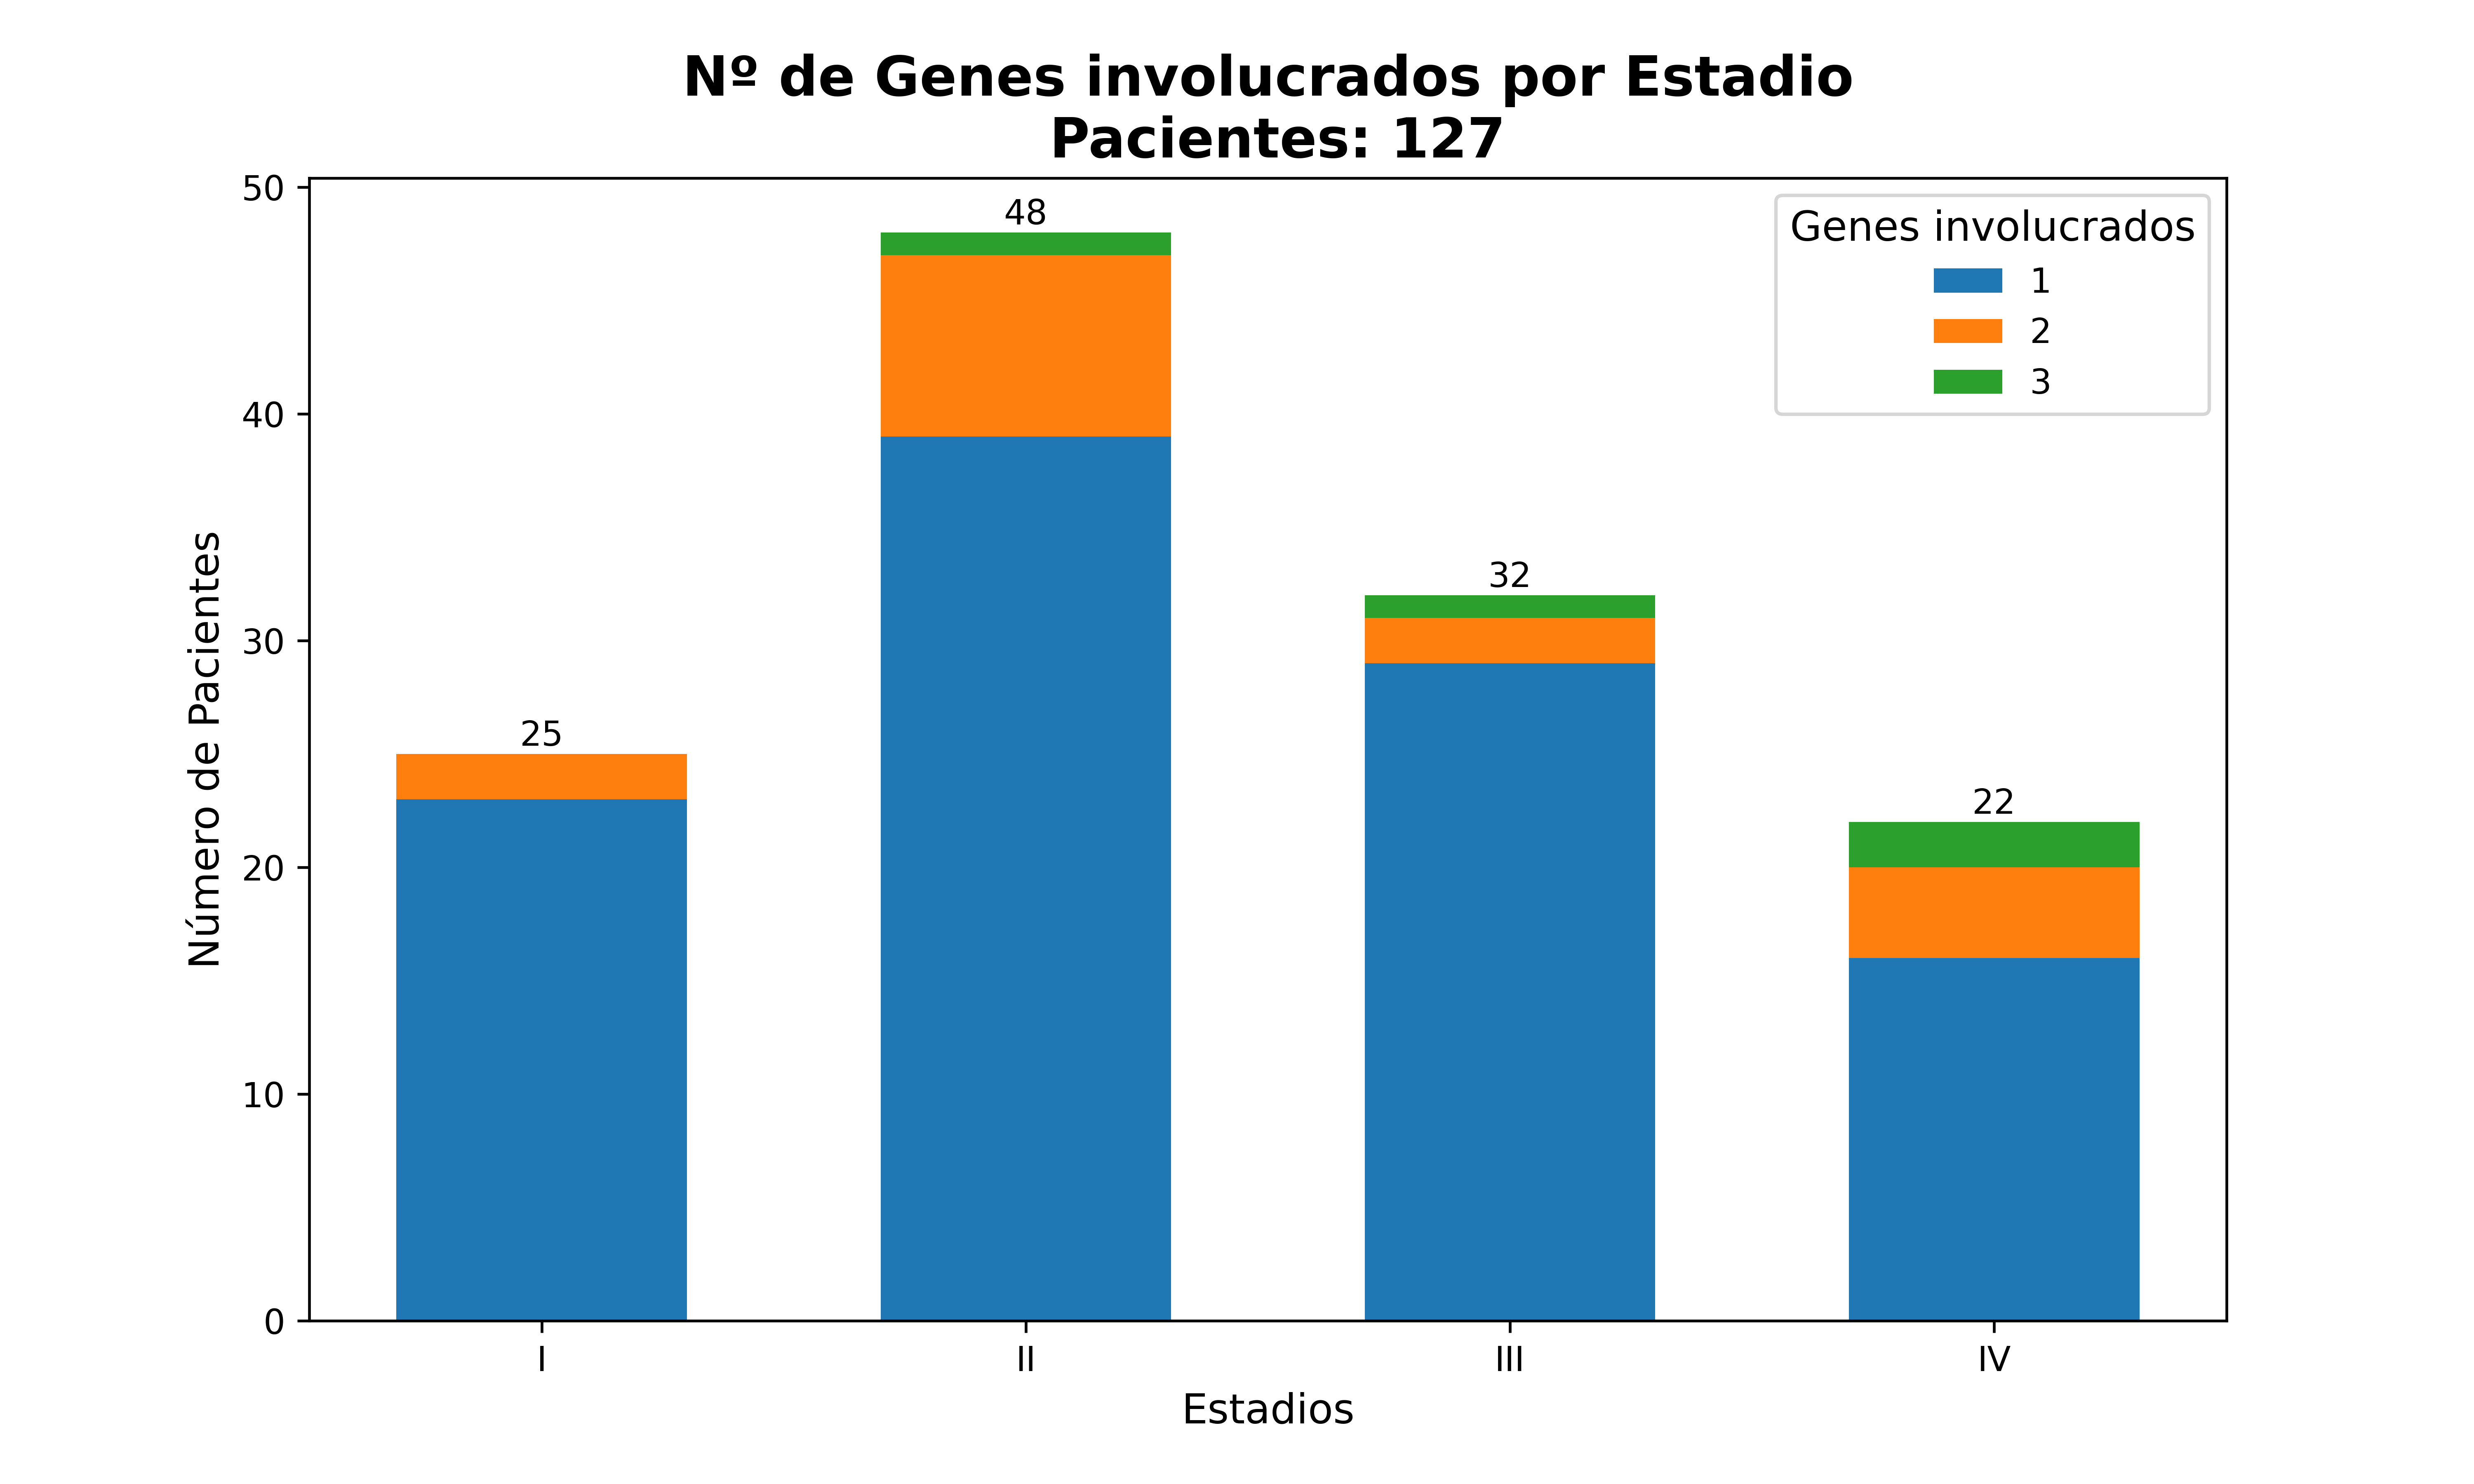 Nº de Genes involucrados por Estadio
Pacientes: 127
50
40
30
20
10
0
Número de Pacientes
25
48
32
22
Genes involucrados
1
2
3
I
II
III
IV
Estadios